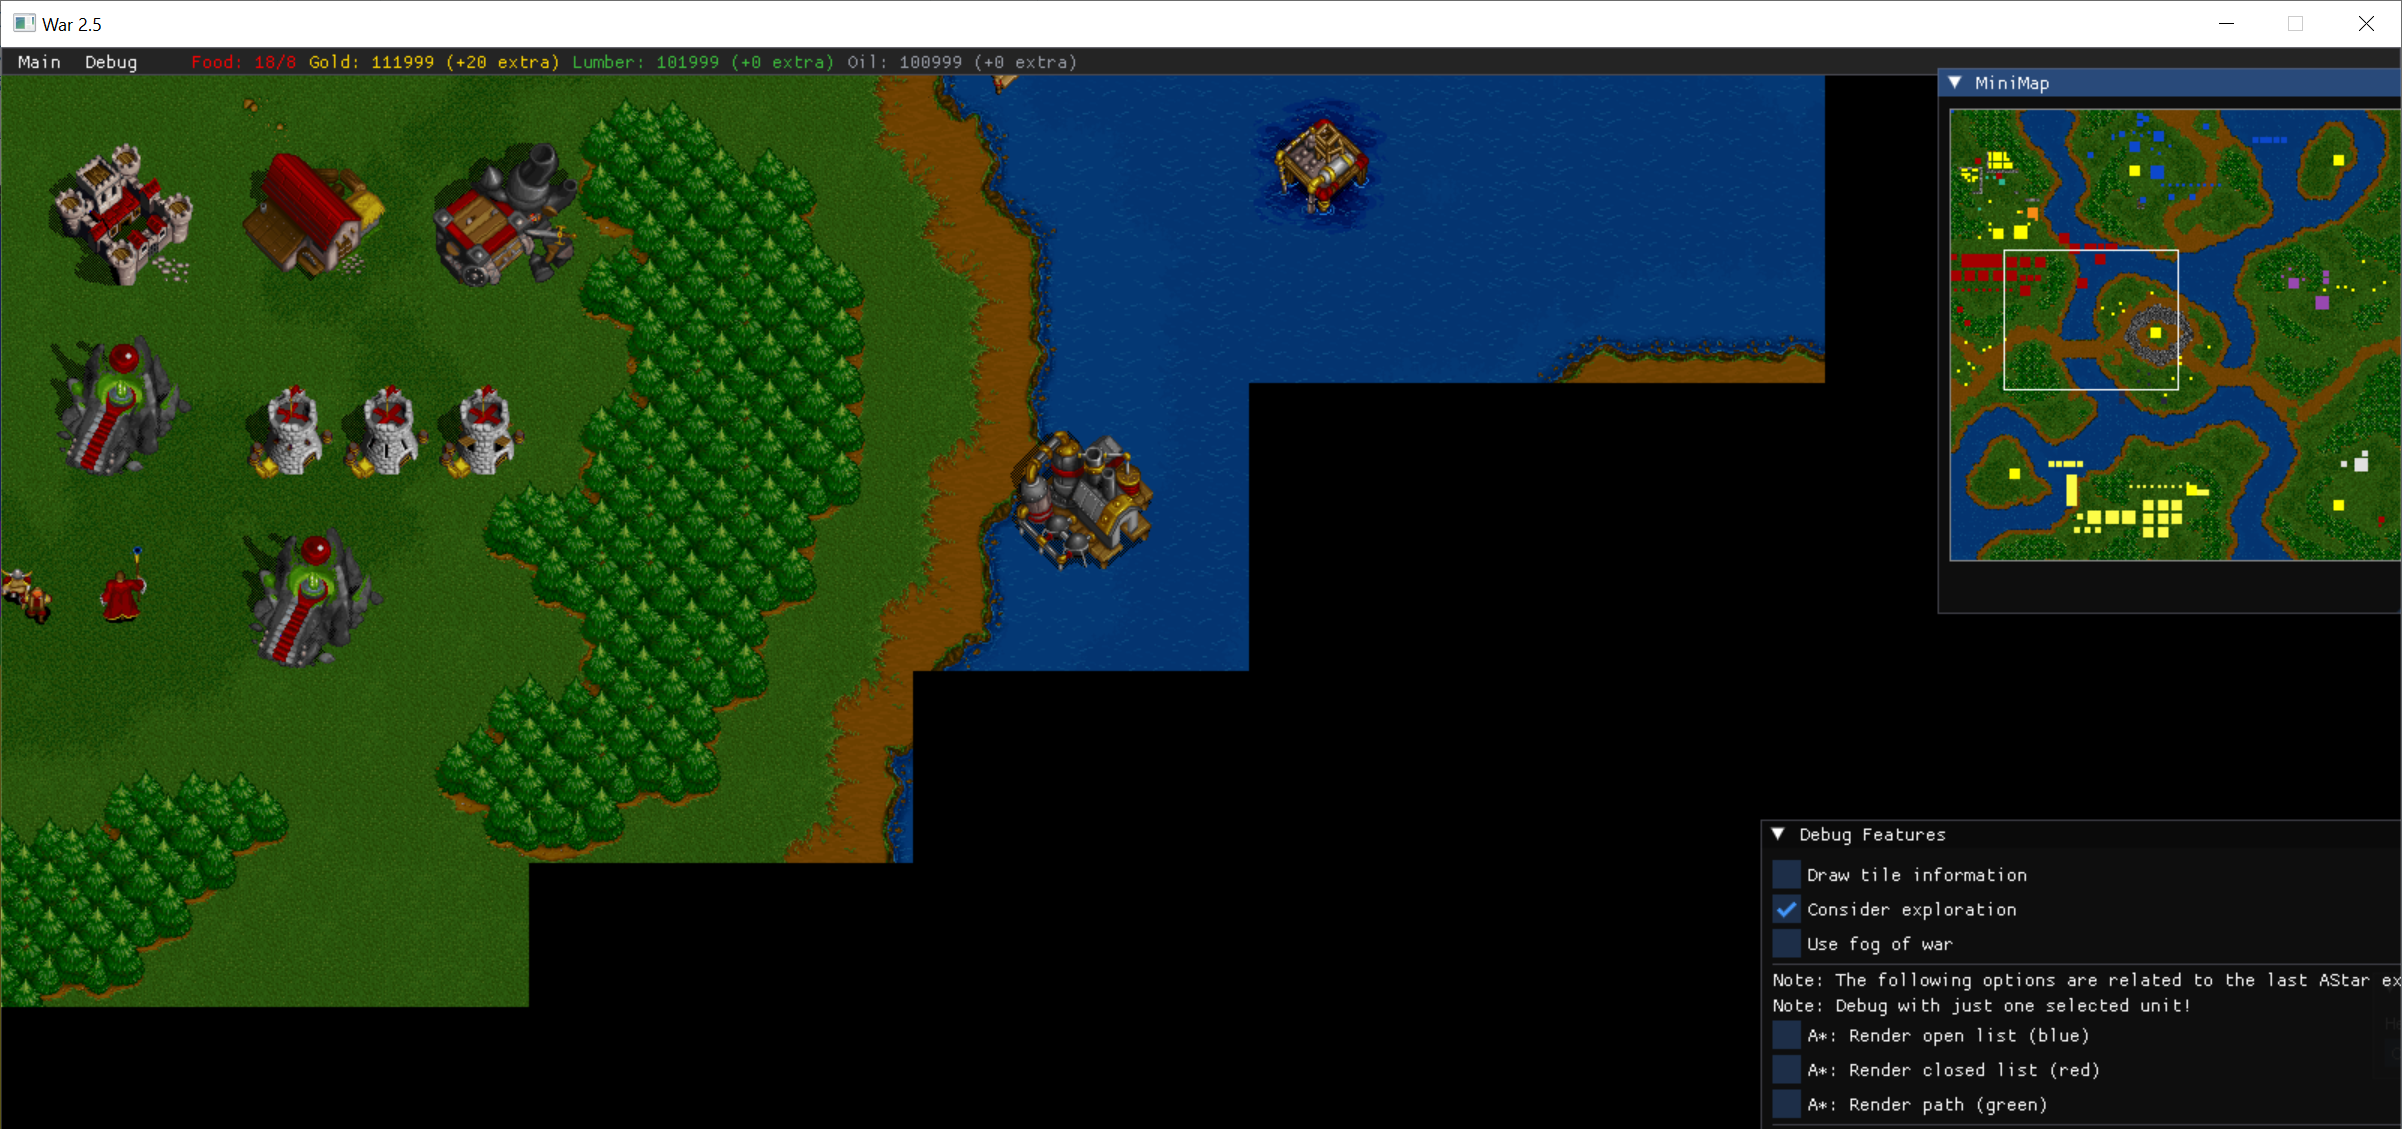 War 2.5
Main Debug Food: 18/8 Gold: 111999 (+20 extra) Lumber: 101999 (+0 extra) Oil: 100999 (+0 extra)
MiniMap
Debug Features
Draw tile information
Consider exploration
Use fog of war
Note: The following options are related to the last AStar ex
Note: Debug with just one selected unit!
A*: Render open list (blue)
A*: Render closed list (red)
A*: Render path (green)